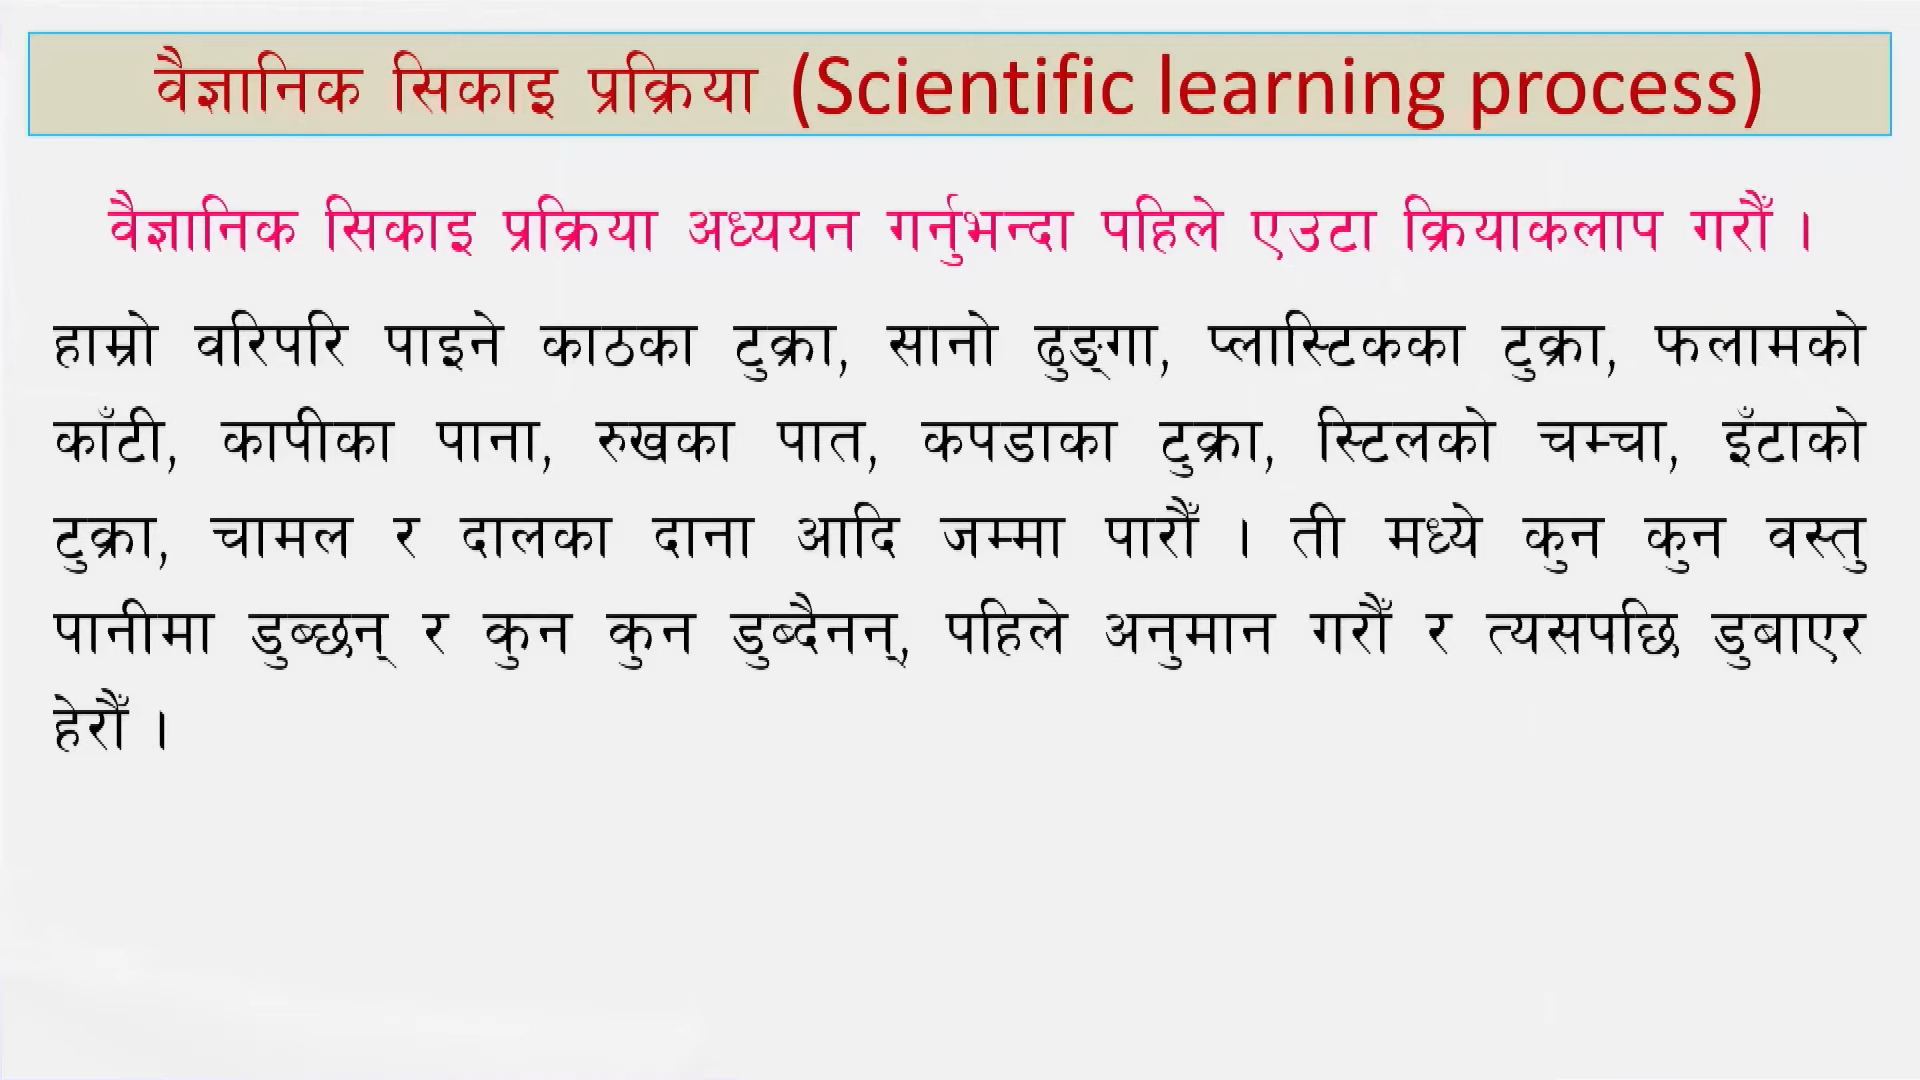 वैज्ञानिक सिकाइ प्रक्रिया (Scientific learning process)
वैज्ञानिक सिकाइ प्रक्रिया अध्ययन गर्नुभन्दा पहिले एउटा क्रियाकलाप गरौँ ।
हाम्रो वरिपरि पाइने काठका टुक्रा, सानो ढुङ्गा, प्लास्टिकका टुक्रा, फलामको
काँटी, कापीका पाना, रुखका पात, कपडाका टुक्रा, स्टिलको चम्चा, इँटाको
टुक्रा, चामल र दालका दाना आदि जम्मा पारौँ । ती मध्ये कुन कुन वस्तु
पानीमा डुब्छन् र कुन कुन डुब्दैनन्, पहिले अनुमान गरौँ र त्यसपछि डुबाएर
हेरौँ ।